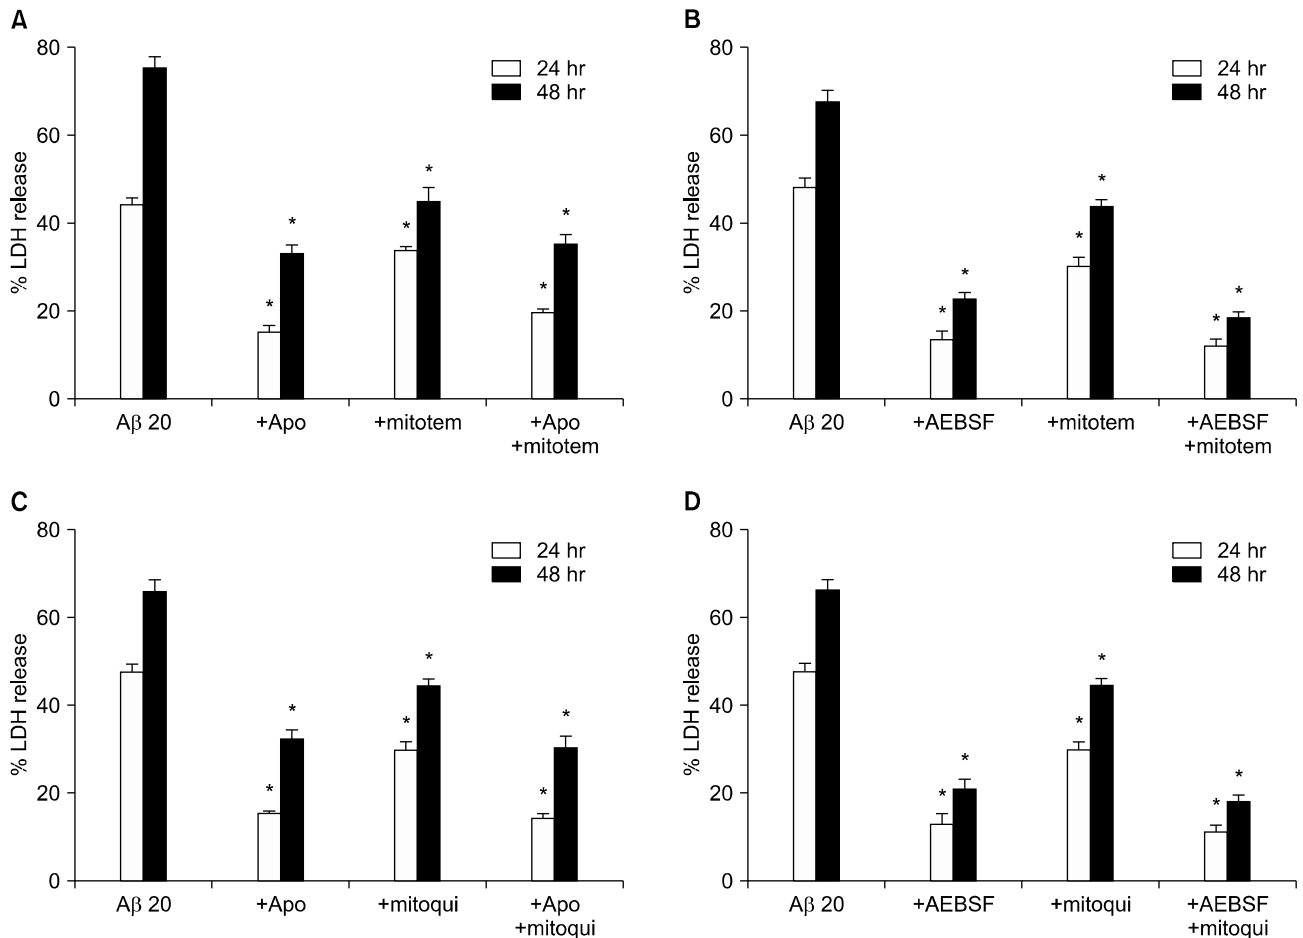 A
80
60
40
20
0
% LDH release
24 hr
48 hr
*
*
*
*
*
*
Aβ 20
+Apo
+mitotem
+Apo
+mitotem
B
80
60
40
20
0
% LDH release
24 hr
48 hr
*
*
*
*
*
*
Aβ 20
+AEBSF
+mitotem
+AEBSF
+mitotem
C
80
60
40
20
0
% LDH release
24 hr
48 hr
*
*
*
*
*
*
Aβ 20
+Apo
+mitoqui
+Apo
+mitoqui
D
80
60
40
20
0
% LDH release
24 hr
48 hr
*
*
*
*
*
*
Aβ 20
+AEBSF
+mitoqui
+AEBSF
+mitoqui